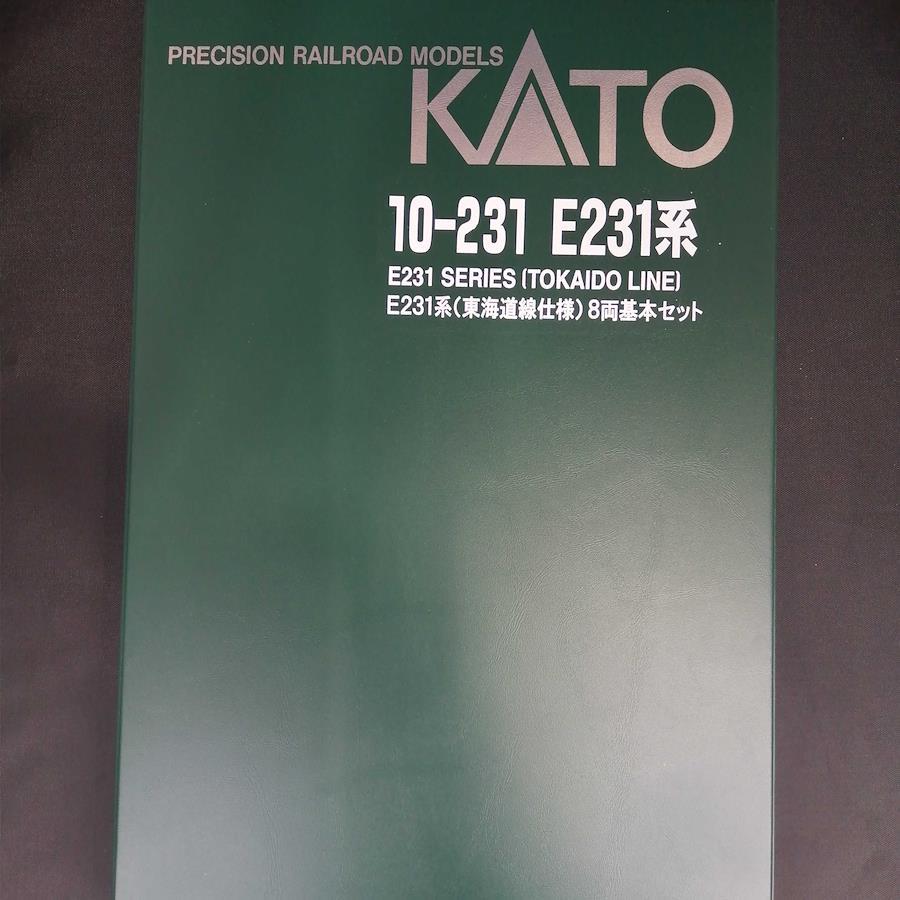 PRECISION RAILROAD MODELS
KATO
10-231 E231系
E231 SERIES (TOKAIDO LINE)
E231系(東海道線仕様) 8両基本セット